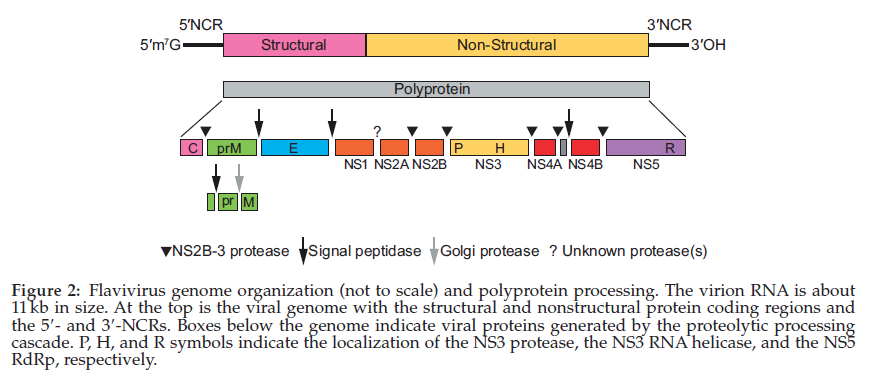 5′NCR 3′NCR
5′m⁷G Structural Non-Structural 3′OH
Polyprotein
?
C prM E P H R
NS1 NS2A NS2B NS3 NS4A NS4B NS5
pr M
▼NS2B-3 protease Signal peptidase Golgi protease ? Unknown protease(s)
Figure 2: Flavivirus genome organization (not to scale) and polyprotein processing. The virion RNA is about
11 kb in size. At the top is the viral genome with the structural and nonstructural protein coding regions and
the 5′- and 3′-NCRs. Boxes below the genome indicate viral proteins generated by the proteolytic processing
cascade. P, H, and R symbols indicate the localization of the NS3 protease, the NS3 RNA helicase, and the NS5
RdRp, respectively.